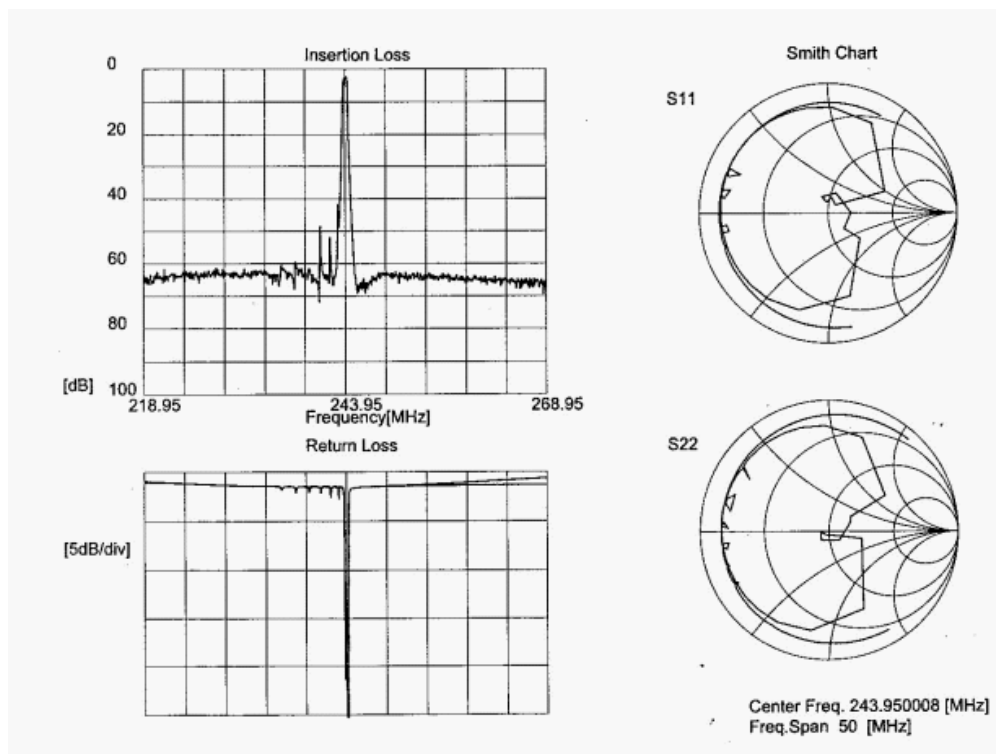 Insertion Loss
0
20
40
60
80
[dB] 100
218.95 243.95 268.95
Frequency[MHz]
Return Loss
[5dB/div]
Smith Chart
S11
S22
Center Freq. 243.950008 [MHz]
Freq.Span 50 [MHz]